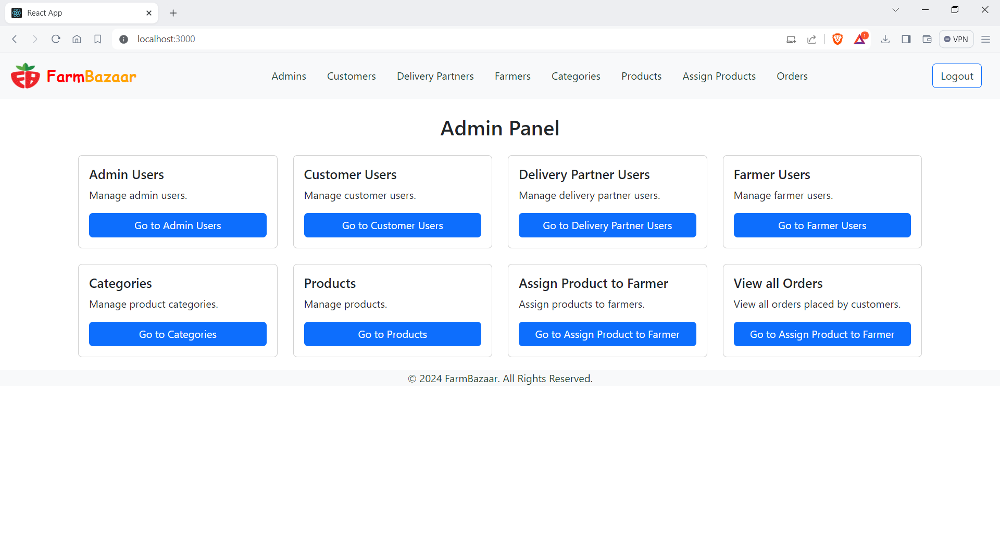 React App
localhost:3000
1
VPN
FarmBazaar
Admins Customers Delivery Partners Farmers Categories Products Assign Products Orders
Logout
Admin Panel
Admin Users
Manage admin users.
Go to Admin Users
Customer Users
Manage customer users.
Go to Customer Users
Delivery Partner Users
Manage delivery partner users.
Go to Delivery Partner Users
Farmer Users
Manage farmer users.
Go to Farmer Users
Categories
Manage product categories.
Go to Categories
Products
Manage products.
Go to Products
Assign Product to Farmer
Assign products to farmers.
Go to Assign Product to Farmer
View all Orders
View all orders placed by customers.
Go to Assign Product to Farmer
© 2024 FarmBazaar. All Rights Reserved.